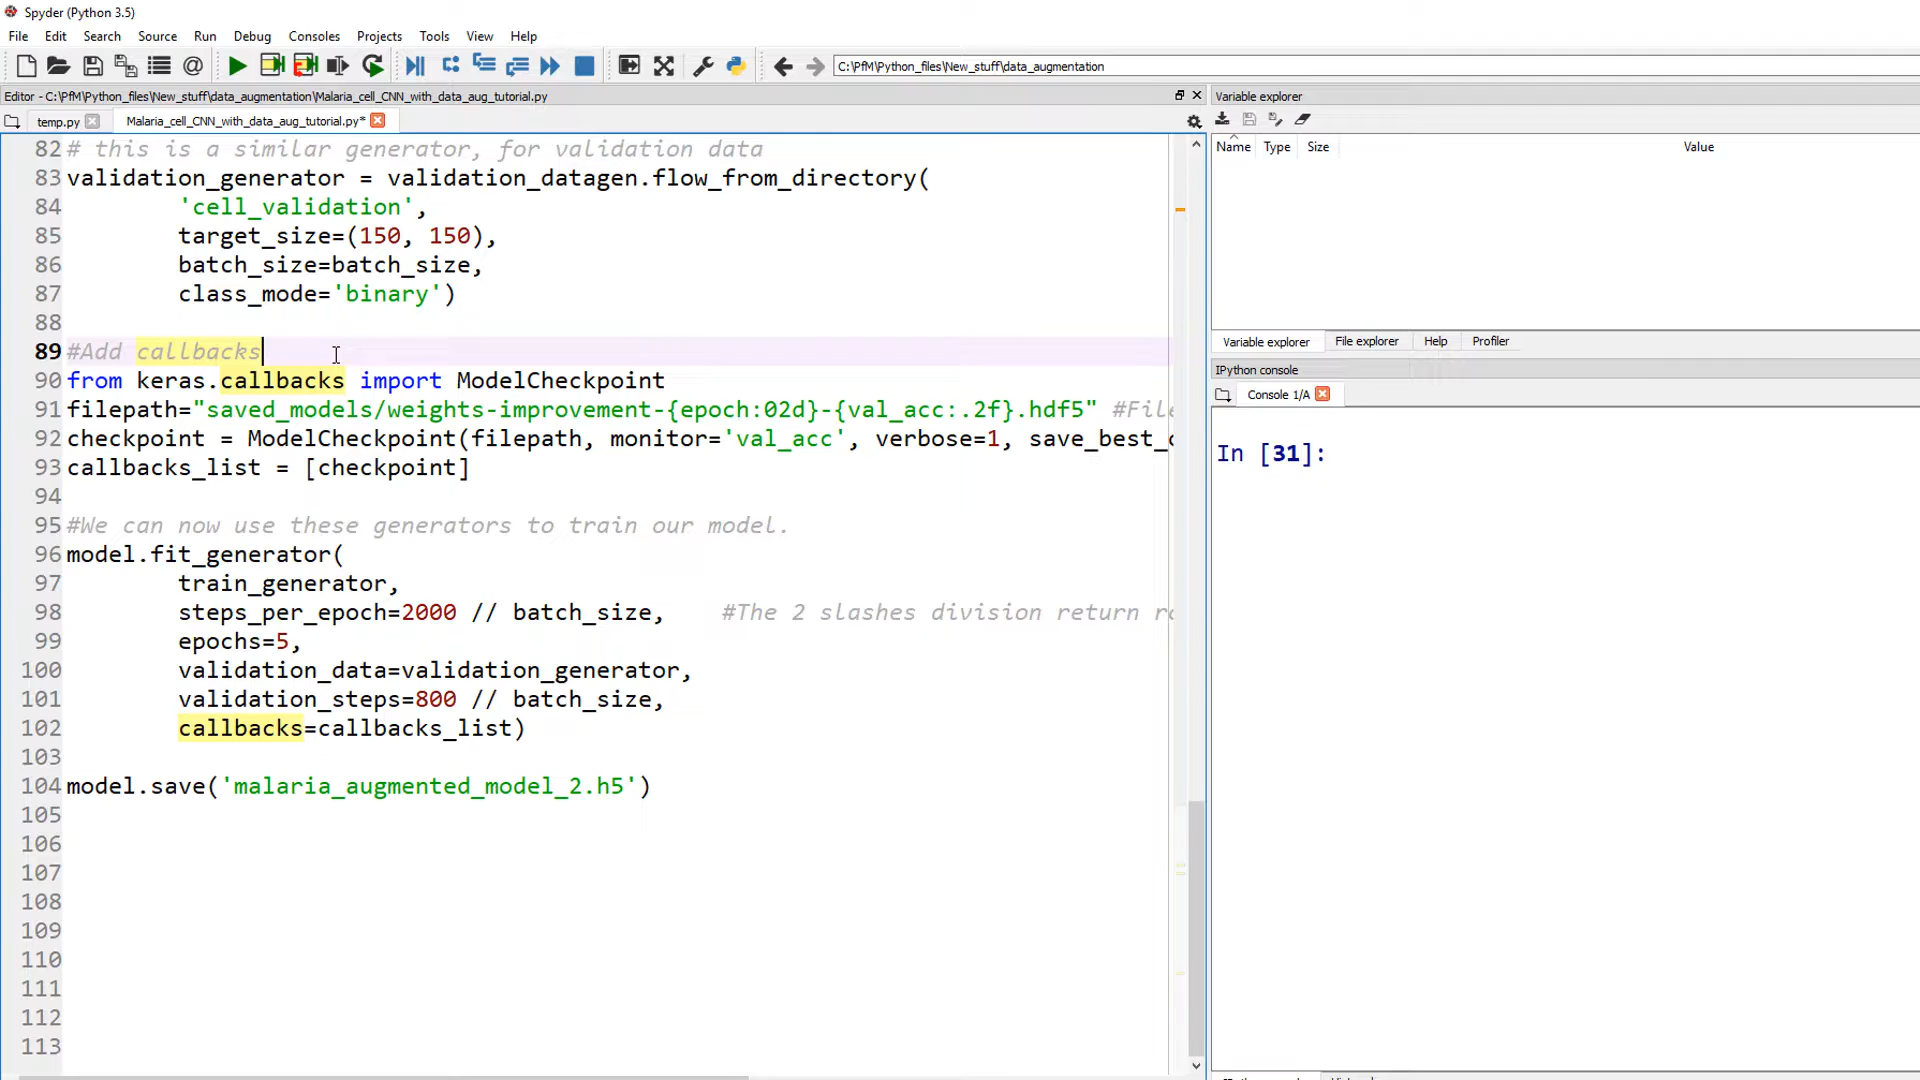 Spyder (Python 3.5)
File Edit Search Source Run Debug Consoles Projects Tools View Help
C:\PfM\Python_files\New_stuff\data_augmentation
Editor - C:\PfM\Python_files\New_stuff\data_augmentation\Malaria_cell_CNN_with_data_aug_tutorial.py
temp.py Malaria_cell_CNN_with_data_aug_tutorial.py*
82 # this is a similar generator, for validation data
83 validation_generator = validation_datagen.flow_from_directory(
84 'cell_validation',
85 target_size=(150, 150),
86 batch_size=batch_size,
87 class_mode='binary')
88
89 #Add callbacks
90 from keras.callbacks import ModelCheckpoint
91 filepath="saved_models/weights-improvement-{epoch:02d}-{val_acc:.2f}.hdf5" #File
92 checkpoint = ModelCheckpoint(filepath, monitor='val_acc', verbose=1, save_best_
93 callbacks_list = [checkpoint]
94
95 #We can now use these generators to train our model.
96 model.fit_generator(
97 train_generator,
98 steps_per_epoch=2000 // batch_size, #The 2 slashes division return
99 epochs=5,
100 validation_data=validation_generator,
101 validation_steps=800 // batch_size,
102 callbacks=callbacks_list)
103
104 model.save('malaria_augmented_model_2.h5')
105
106
107
108
109
110
111
112
113
Variable explorer
Name Type Size Value
Variable explorer File explorer Help Profiler
IPython console
Console 1/A
In [31]: